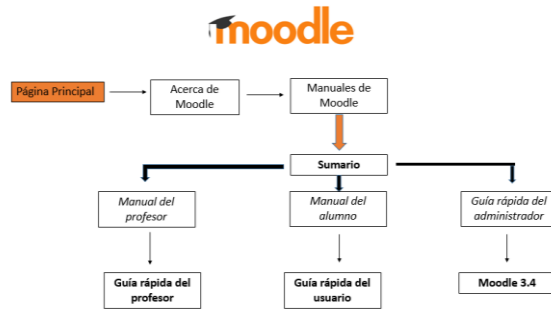 moodle
Página Principal
Acerca de
Moodle
Manuales de
Moodle
Sumario
Manual del
profesor
Manual del
alumno
Guía rápida del
administrador
Guía rápida del
profesor
Guía rápida del
usuario
Moodle 3.4